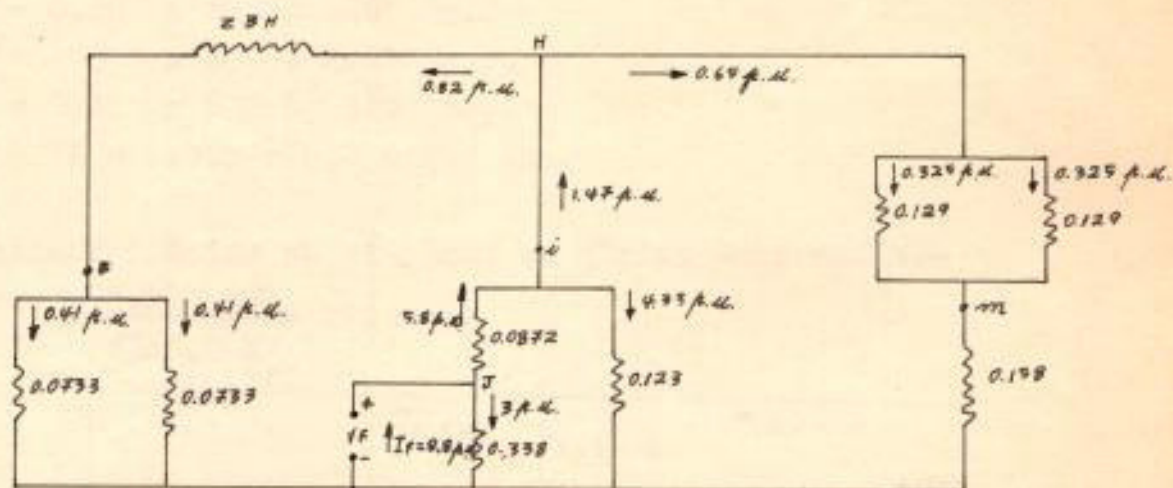 Z B H
H
0.82 p.u.
0.67 p.u.
0.325 p.u.
0.325 p.u.
0.129
0.129
1.47 p.u.
i
B
0.41 p.u.
0.41 p.u.
5.8 p.u
4.33 p.u.
m
0.0872
0.0733
0.0733
J
0.123
0.178
3 p.u.
+
Vf
-
If=8.8 p.u
0.338